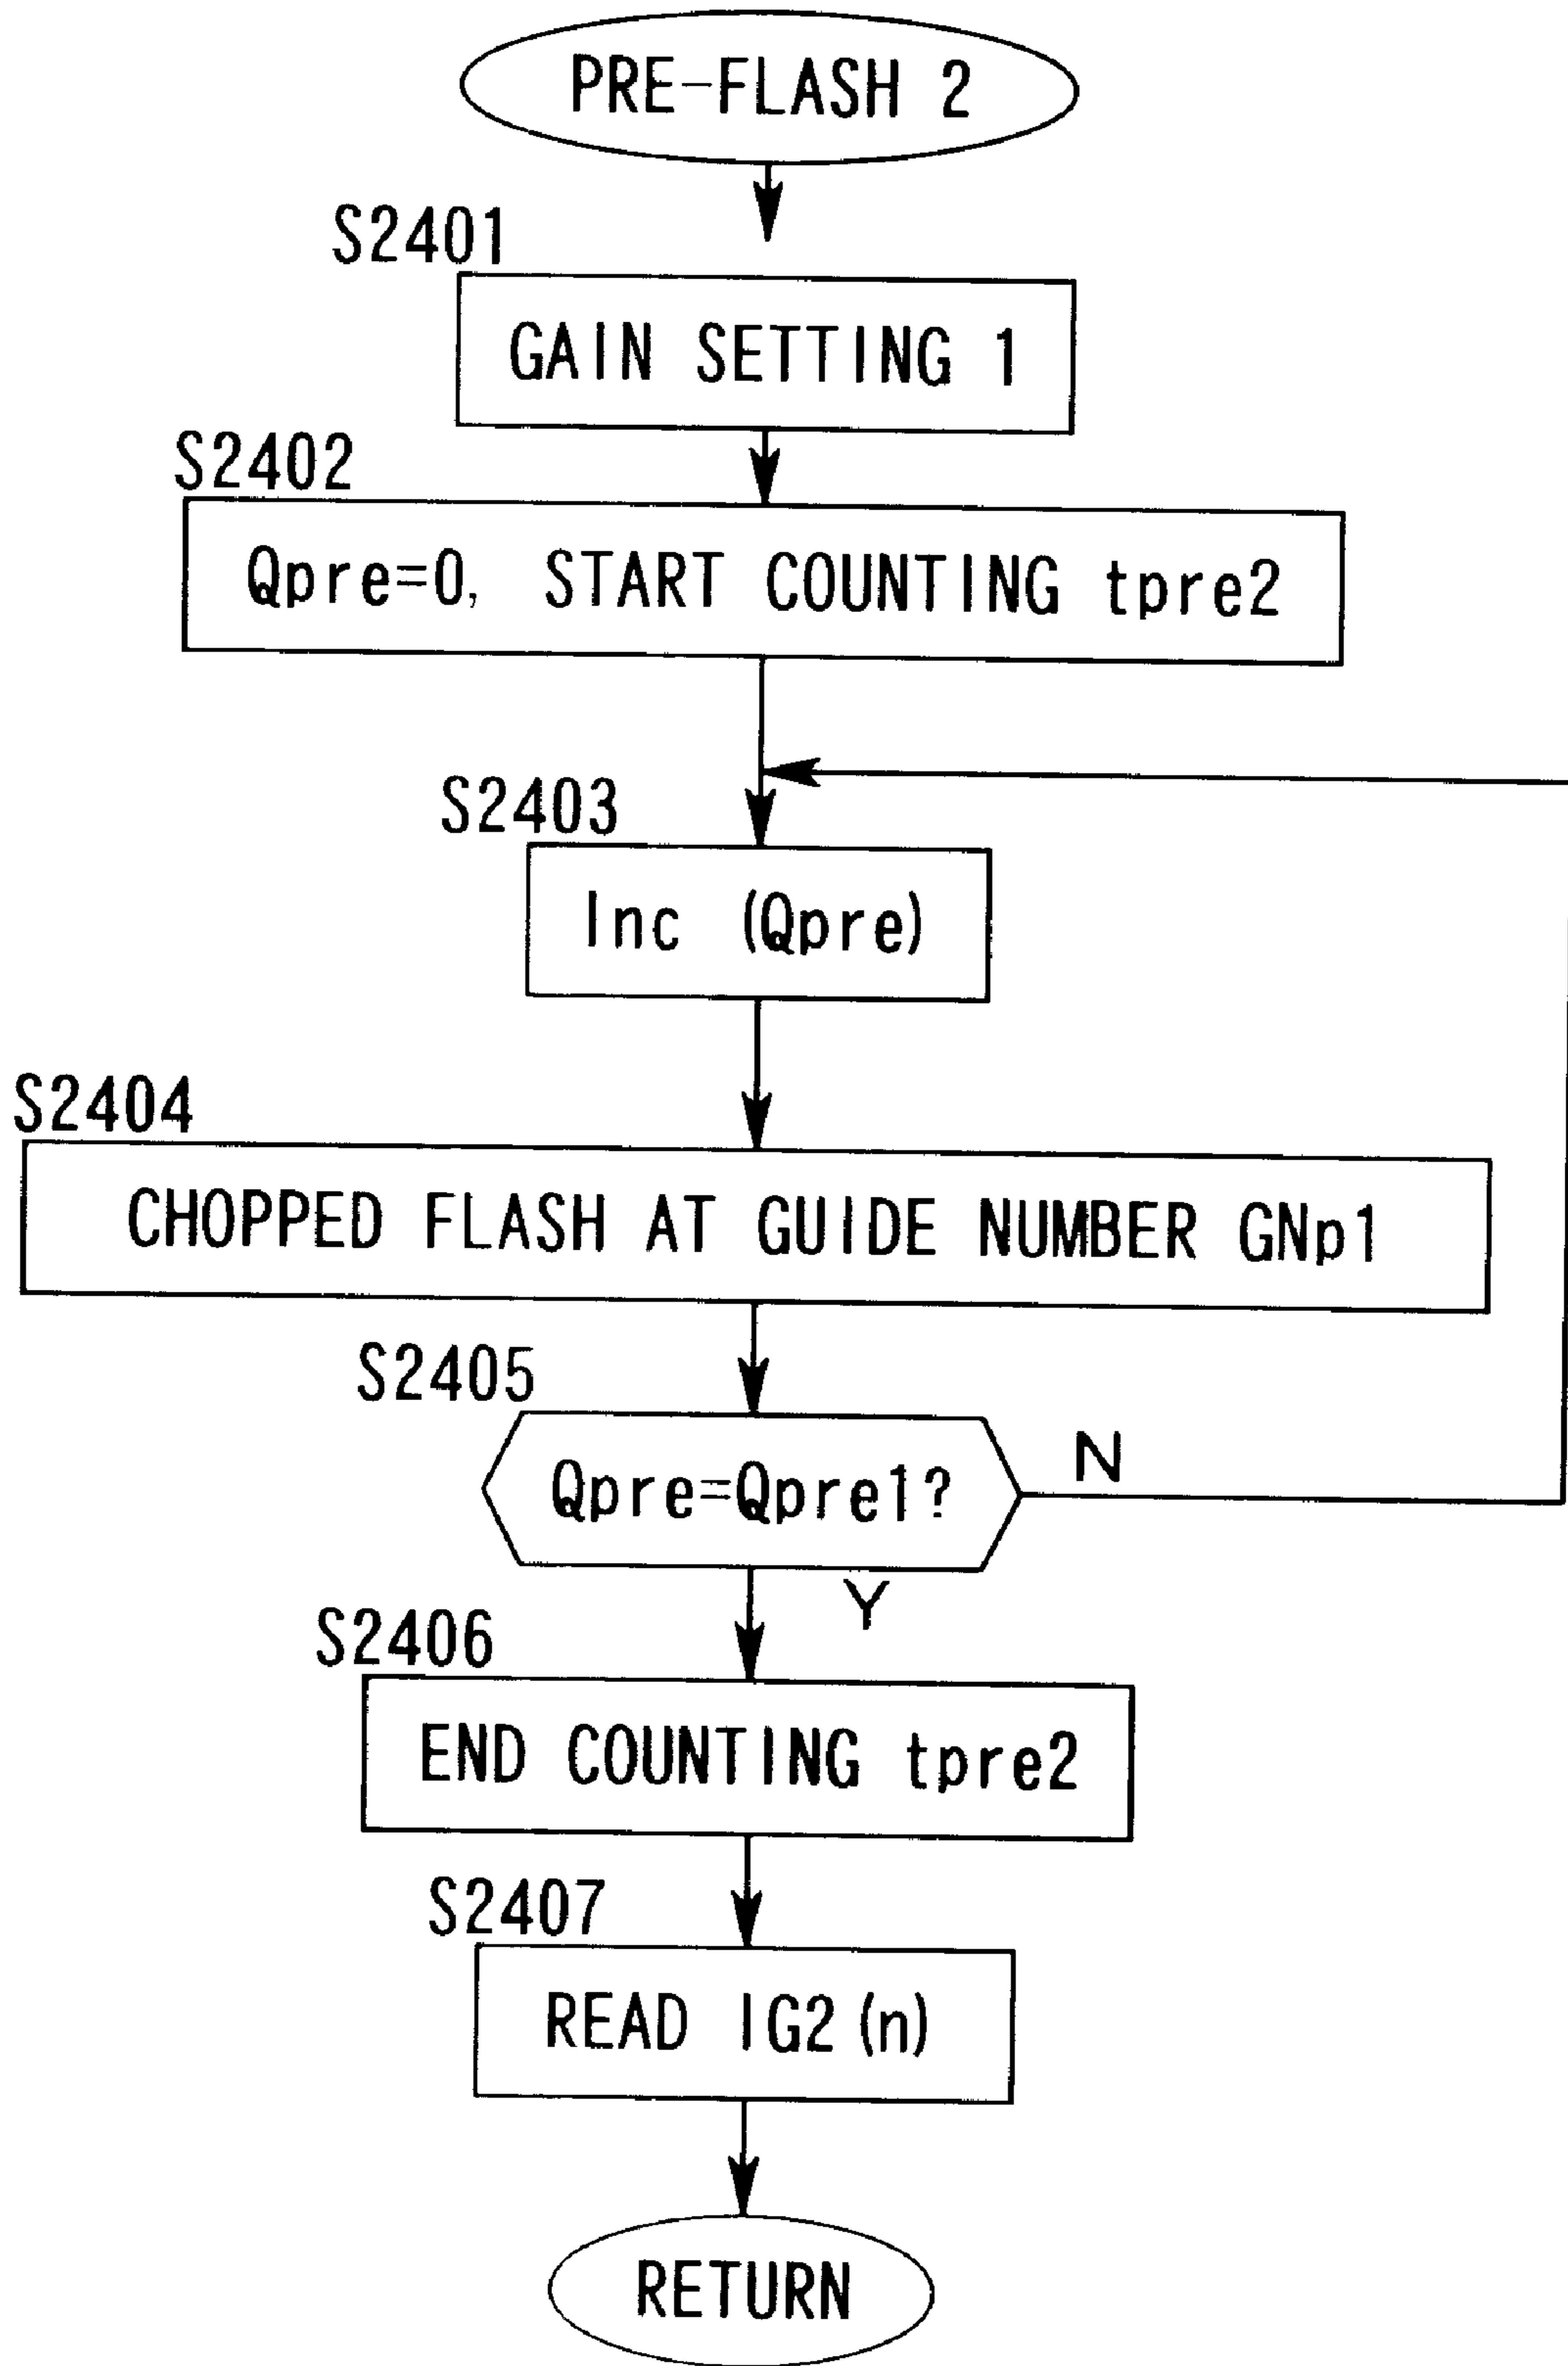 PRE-FLASH 2
S2401
GAIN SETTING 1
S2402
Qpre=0, START COUNTING tpre2
S2403
Inc (Qpre)
S2404
CHOPPED FLASH AT GUIDE NUMBER GNp1
S2405
Qpre=Qpre1?
N
Y
S2406
END COUNTING tpre2
S2407
READ IG2(n)
RETURN